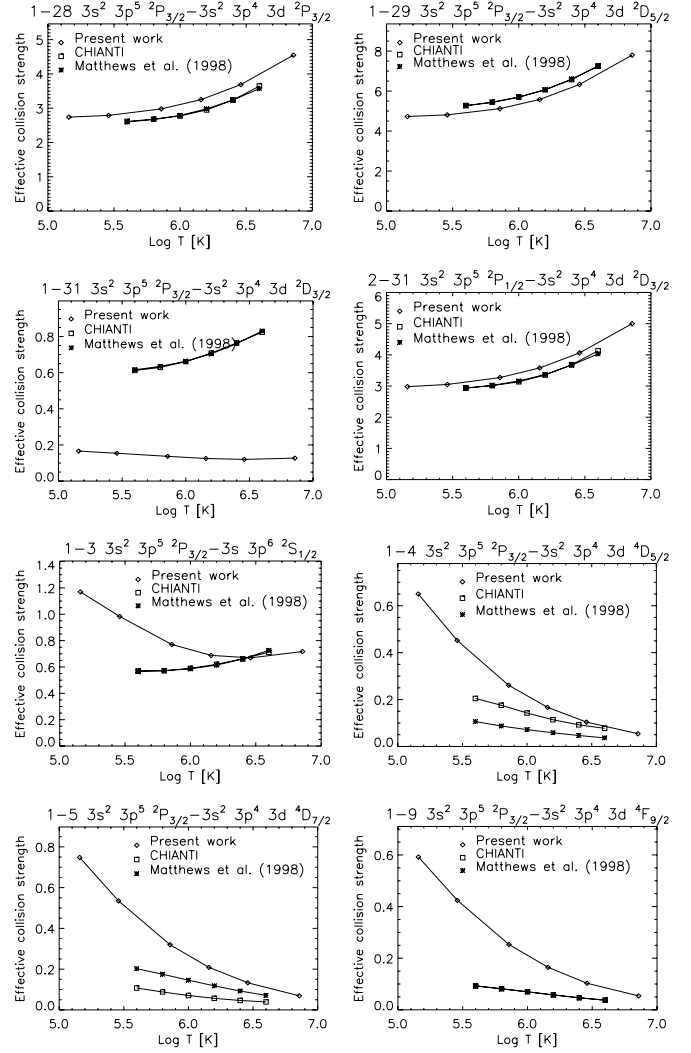 1−28 3s² 3p⁵ ²P₃/₂−3s² 3p⁴ 3d ²P₃/₂
Present work
CHIANTI
Matthews et al. (1998)
Effective collision strength
5
4
3
2
1
0
5.0 5.5 6.0 6.5 7.0
Log T [K]
1−29 3s² 3p⁵ ²P₃/₂−3s² 3p⁴ 3d ²D₅/₂
Present work
CHIANTI
Matthews et al. (1998)
Effective collision strength
8
6
4
2
0
5.0 5.5 6.0 6.5 7.0
Log T [K]
1−31 3s² 3p⁵ ²P₃/₂−3s² 3p⁴ 3d ²D₃/₂
Present work
CHIANTI
Matthews et al. (1998)
Effective collision strength
1.0
0.8
0.6
0.4
0.2
0.0
5.0 5.5 6.0 6.5 7.0
Log T [K]
2−31 3s² 3p⁵ ²P₁/₂−3s² 3p⁴ 3d ²D₃/₂
Present work
CHIANTI
Matthews et al. (1998)
Effective collision strength
6
5
4
3
2
1
0
5.0 5.5 6.0 6.5 7.0
Log T [K]
1−3 3s² 3p⁵ ²P₃/₂−3s 3p⁶ ²S₁/₂
Present work
CHIANTI
Matthews et al. (1998)
Effective collision strength
1.4
1.2
1.0
0.8
0.6
0.4
0.2
0.0
5.0 5.5 6.0 6.5 7.0
Log T [K]
1−4 3s² 3p⁵ ²P₃/₂−3s² 3p⁴ 3d ⁴D₅/₂
Present work
CHIANTI
Matthews et al. (1998)
Effective collision strength
0.6
0.4
0.2
0.0
5.0 5.5 6.0 6.5 7.0
Log T [K]
1−5 3s² 3p⁵ ²P₃/₂−3s² 3p⁴ 3d ⁴D₇/₂
Present work
CHIANTI
Matthews et al. (1998)
Effective collision strength
0.8
0.6
0.4
0.2
0.0
5.0 5.5 6.0 6.5 7.0
Log T [K]
1−9 3s² 3p⁵ ²P₃/₂−3s² 3p⁴ 3d ⁴F₉/₂
Present work
CHIANTI
Matthews et al. (1998)
Effective collision strength
0.6
0.4
0.2
0.0
5.0 5.5 6.0 6.5 7.0
Log T [K]